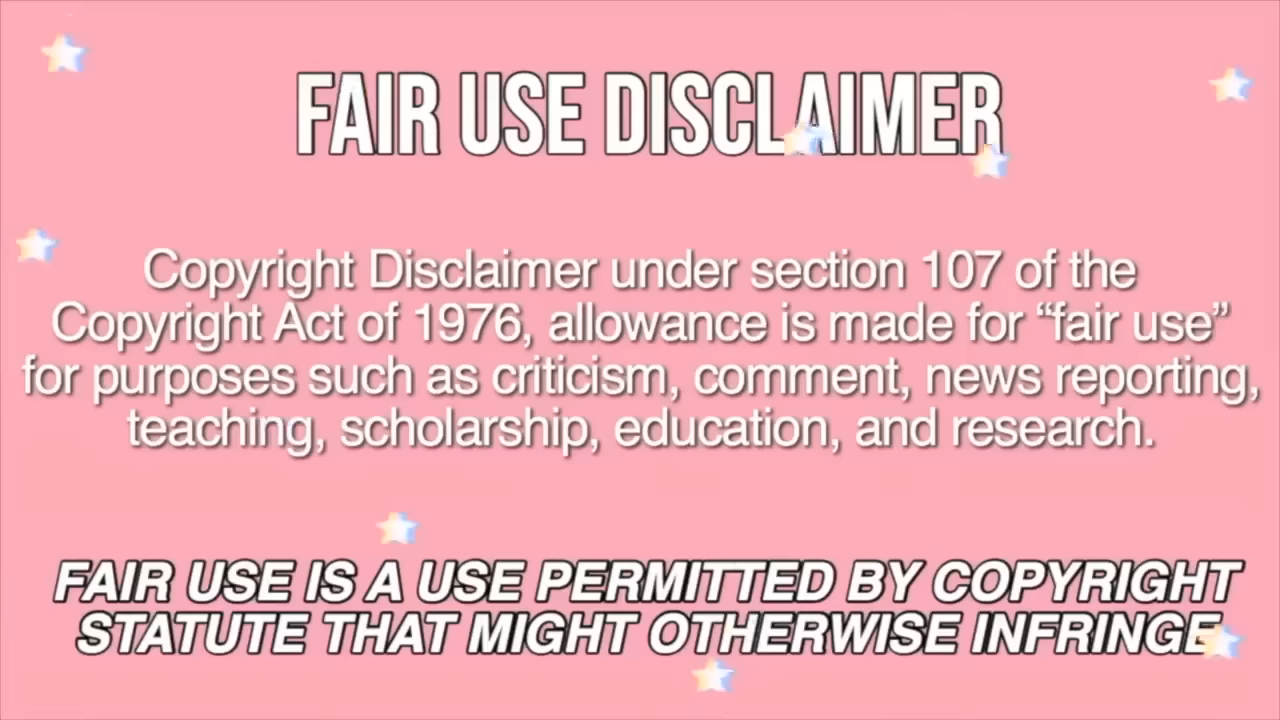 FAIR USE DISCLAIMER
Copyright Disclaimer under section 107 of the
Copyright Act of 1976, allowance is made for “fair use”
for purposes such as criticism, comment, news reporting,
teaching, scholarship, education, and research.
FAIR USE IS A USE PERMITTED BY COPYRIGHT
STATUTE THAT MIGHT OTHERWISE INFRINGE